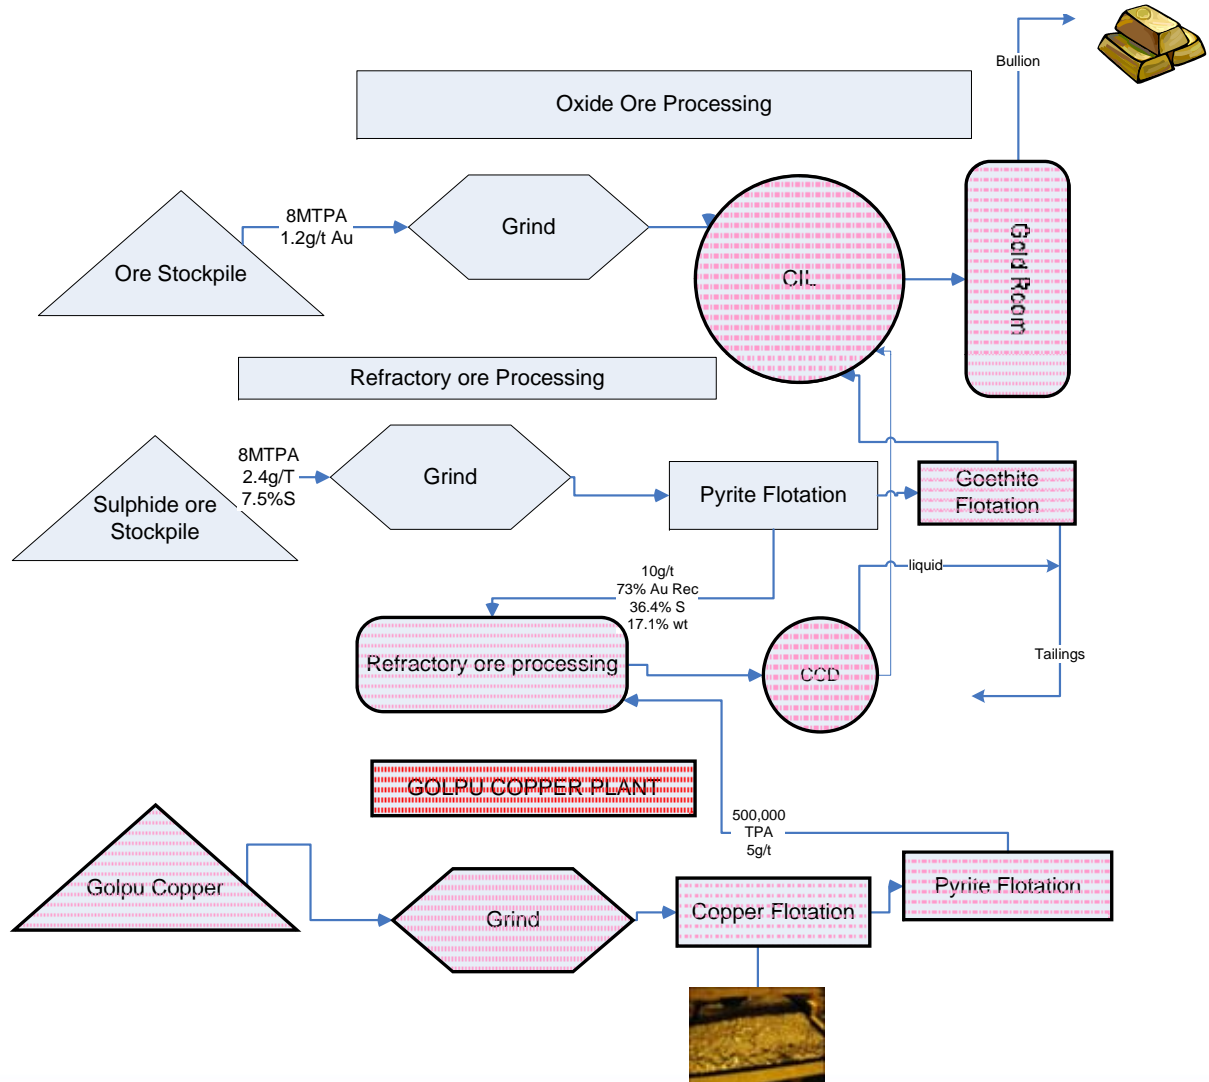 Bullion
Oxide Ore Processing
8MTPA
1.2g/t Au
Grind
Ore Stockpile
CIL
Gold Room
Refractory ore Processing
8MTPA
2.4g/T
7.5%S
Grind
Sulphide ore
Stockpile
Pyrite Flotation
Goethite
Flotation
liquid
10g/t
73% Au Rec
36.4% S
17.1% wt
Refractory ore processing
CCD
Tailings
GOLPU COPPER PLANT
500,000
TPA
5g/t
Golpu Copper
Grind
Copper Flotation
Pyrite Flotation